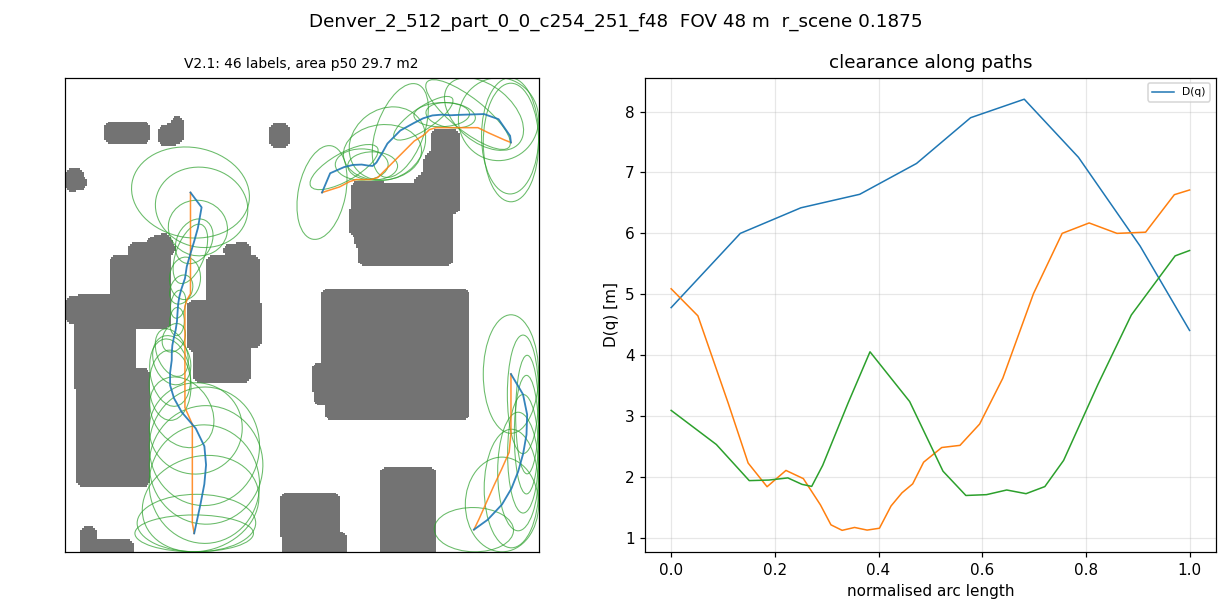 Denver_2_512_part_0_0_c254_251_f48 FOV 48 m r_scene 0.1875
V2.1: 46 labels, area p50 29.7 m2
clearance along paths
D(q)
8
7
6
5
4
3
2
1
D(q) [m]
0.0 0.2 0.4 0.6 0.8 1.0
normalised arc length